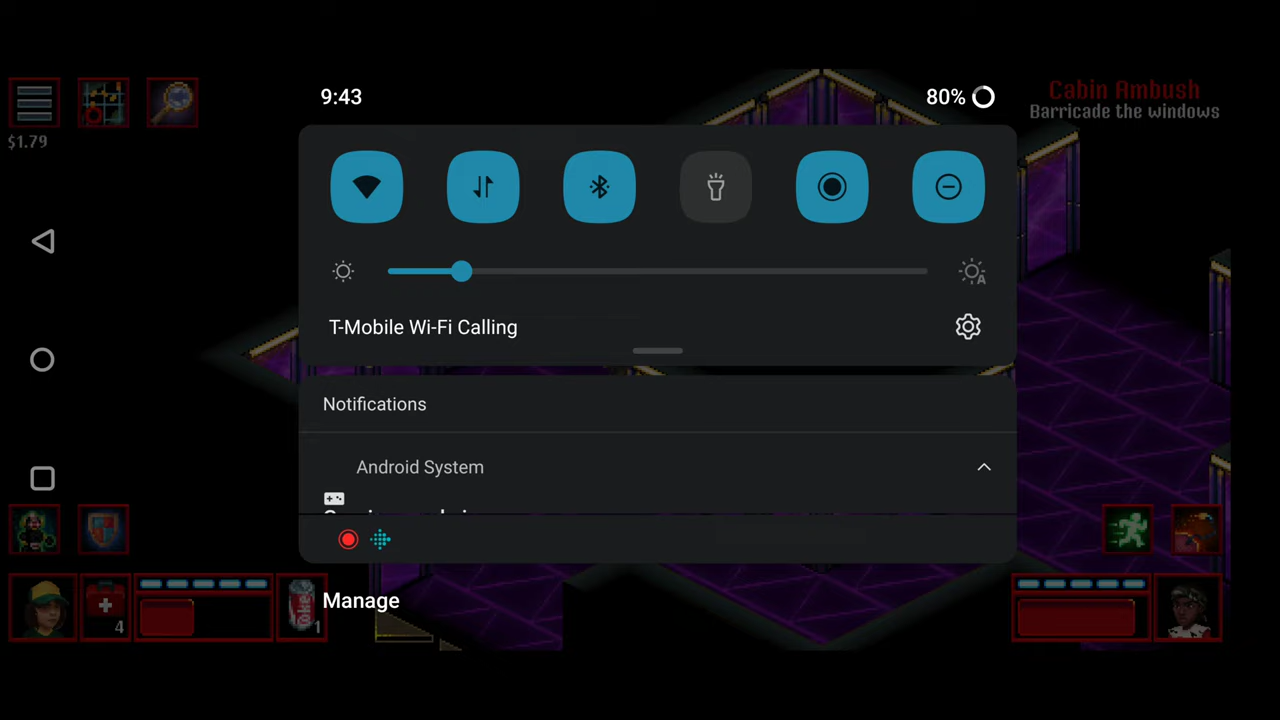 9:43
80%
Cabin Ambush
Barricade the windows
$1.79
T-Mobile Wi-Fi Calling
Notifications
Android System
4
1
Manage